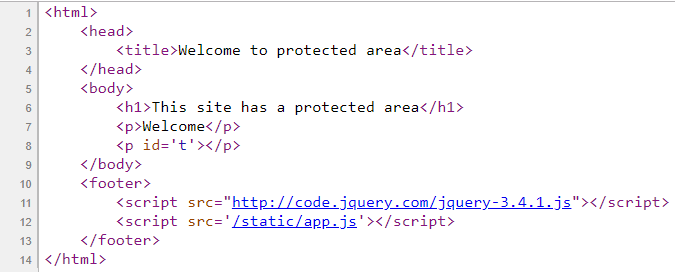 1 <html>
2 <head>
3 <title>Welcome to protected area</title>
4 </head>
5 <body>
6 <h1>This site has a protected area</h1>
7 <p>Welcome</p>
8 <p id='t'></p>
9 </body>
10 <footer>
11 <script src="http://code.jquery.com/jquery-3.4.1.js"></script>
12 <script src='/static/app.js'></script>
13 </footer>
14 </html>